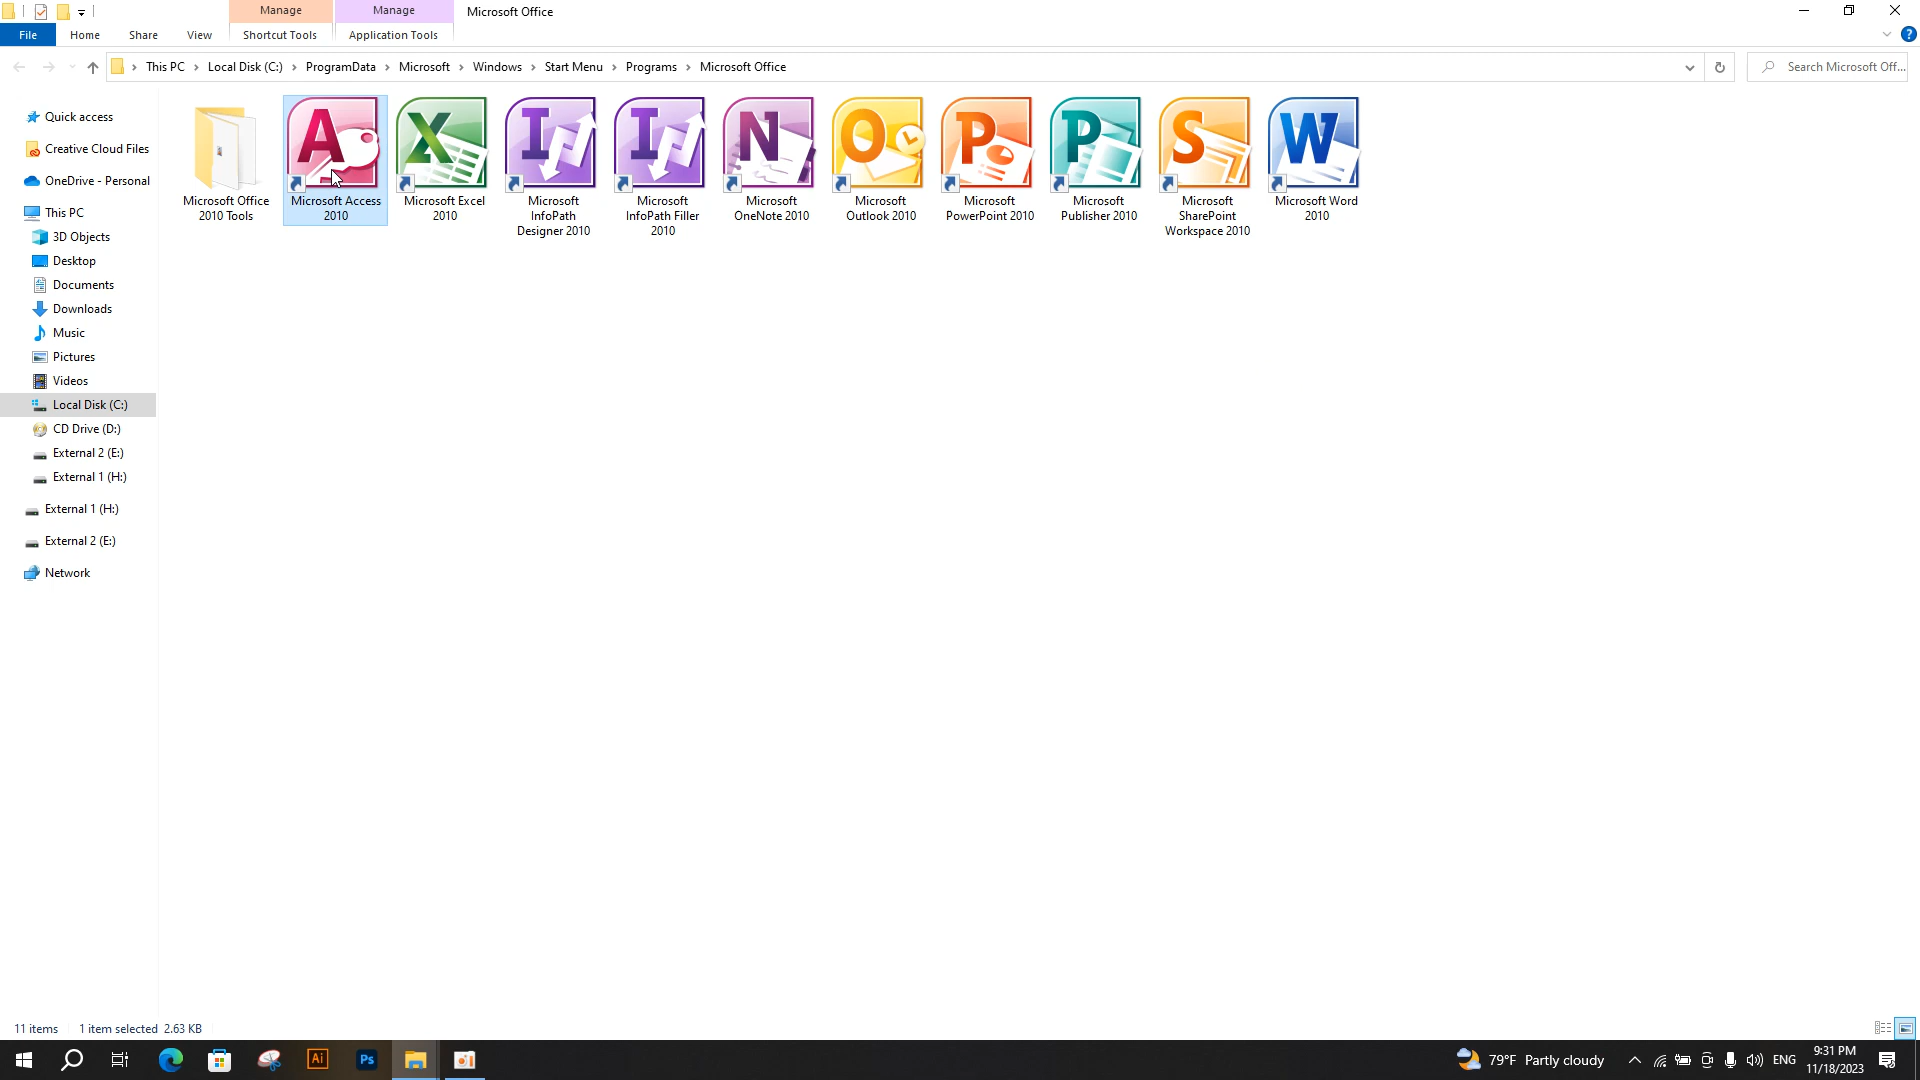 Manage
Manage
Microsoft Office
File
Home
Share
View
Shortcut Tools
Application Tools
This PC
Local Disk (C:)
ProgramData
Microsoft
Windows
Start Menu
Programs
Microsoft Office
Search Microsoft Off...
Quick access
Creative Cloud Files
OneDrive - Personal
This PC
3D Objects
Desktop
Documents
Downloads
Music
Pictures
Videos
Local Disk (C:)
CD Drive (D:)
External 2 (E:)
External 1 (H:)
External 1 (H:)
External 2 (E:)
Network
Microsoft Office
2010 Tools
Microsoft Access
2010
Microsoft Excel
2010
Microsoft
InfoPath
Designer 2010
Microsoft
InfoPath Filler
2010
Microsoft
OneNote 2010
Microsoft
Outlook 2010
Microsoft
PowerPoint 2010
Microsoft
Publisher 2010
Microsoft
SharePoint
Workspace 2010
Microsoft Word
2010
11 items
1 item selected 2.63 KB
Ai
Ps
79°F Partly cloudy
ENG
9:31 PM
11/18/2023